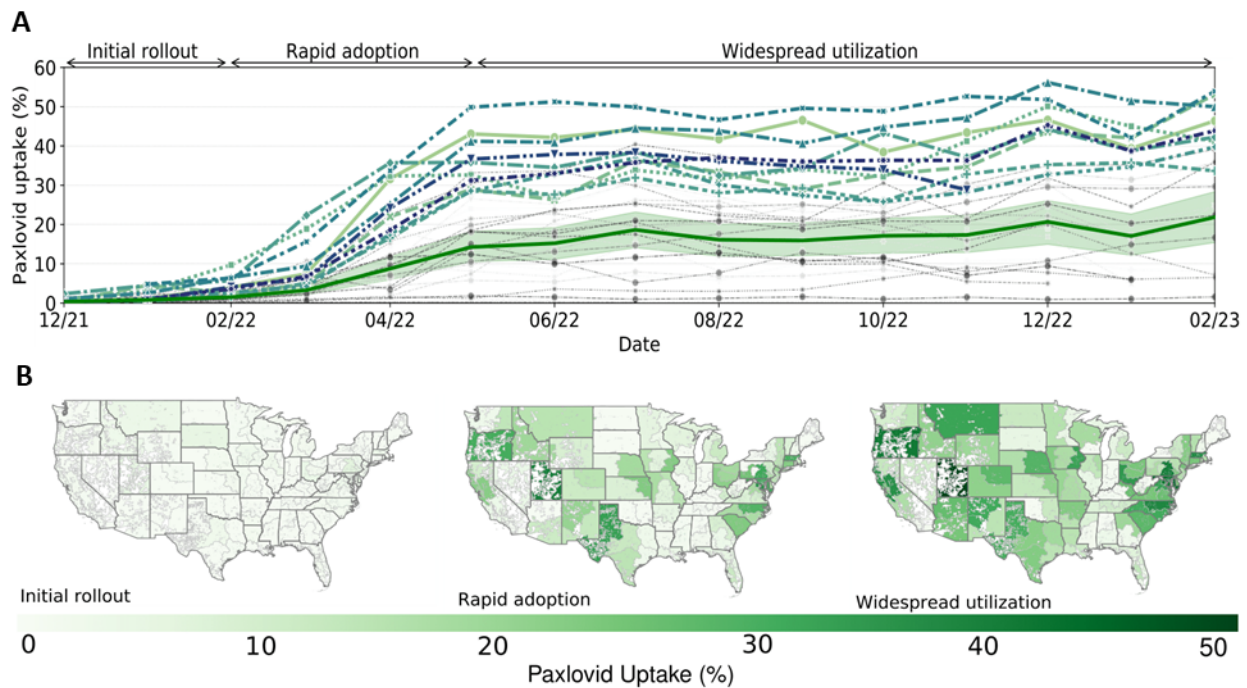 A
Initial rollout Rapid adoption Widespread utilization
60
50
40
30
20
10
0
Paxlovid uptake (%)
12/21 02/22 04/22 06/22 08/22 10/22 12/22 02/23
Date
B
Initial rollout Rapid adoption Widespread utilization
0 10 20 30 40 50
Paxlovid Uptake (%)